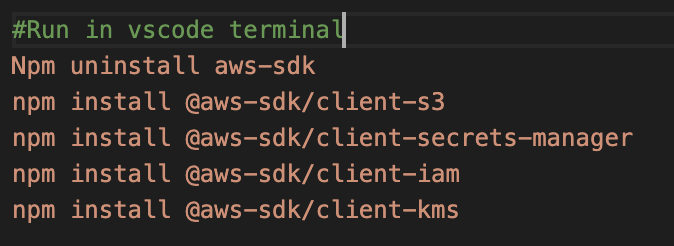 #Run in vscode terminal
Npm uninstall aws-sdk
npm install @aws-sdk/client-s3
npm install @aws-sdk/client-secrets-manager
npm install @aws-sdk/client-iam
npm install @aws-sdk/client-kms